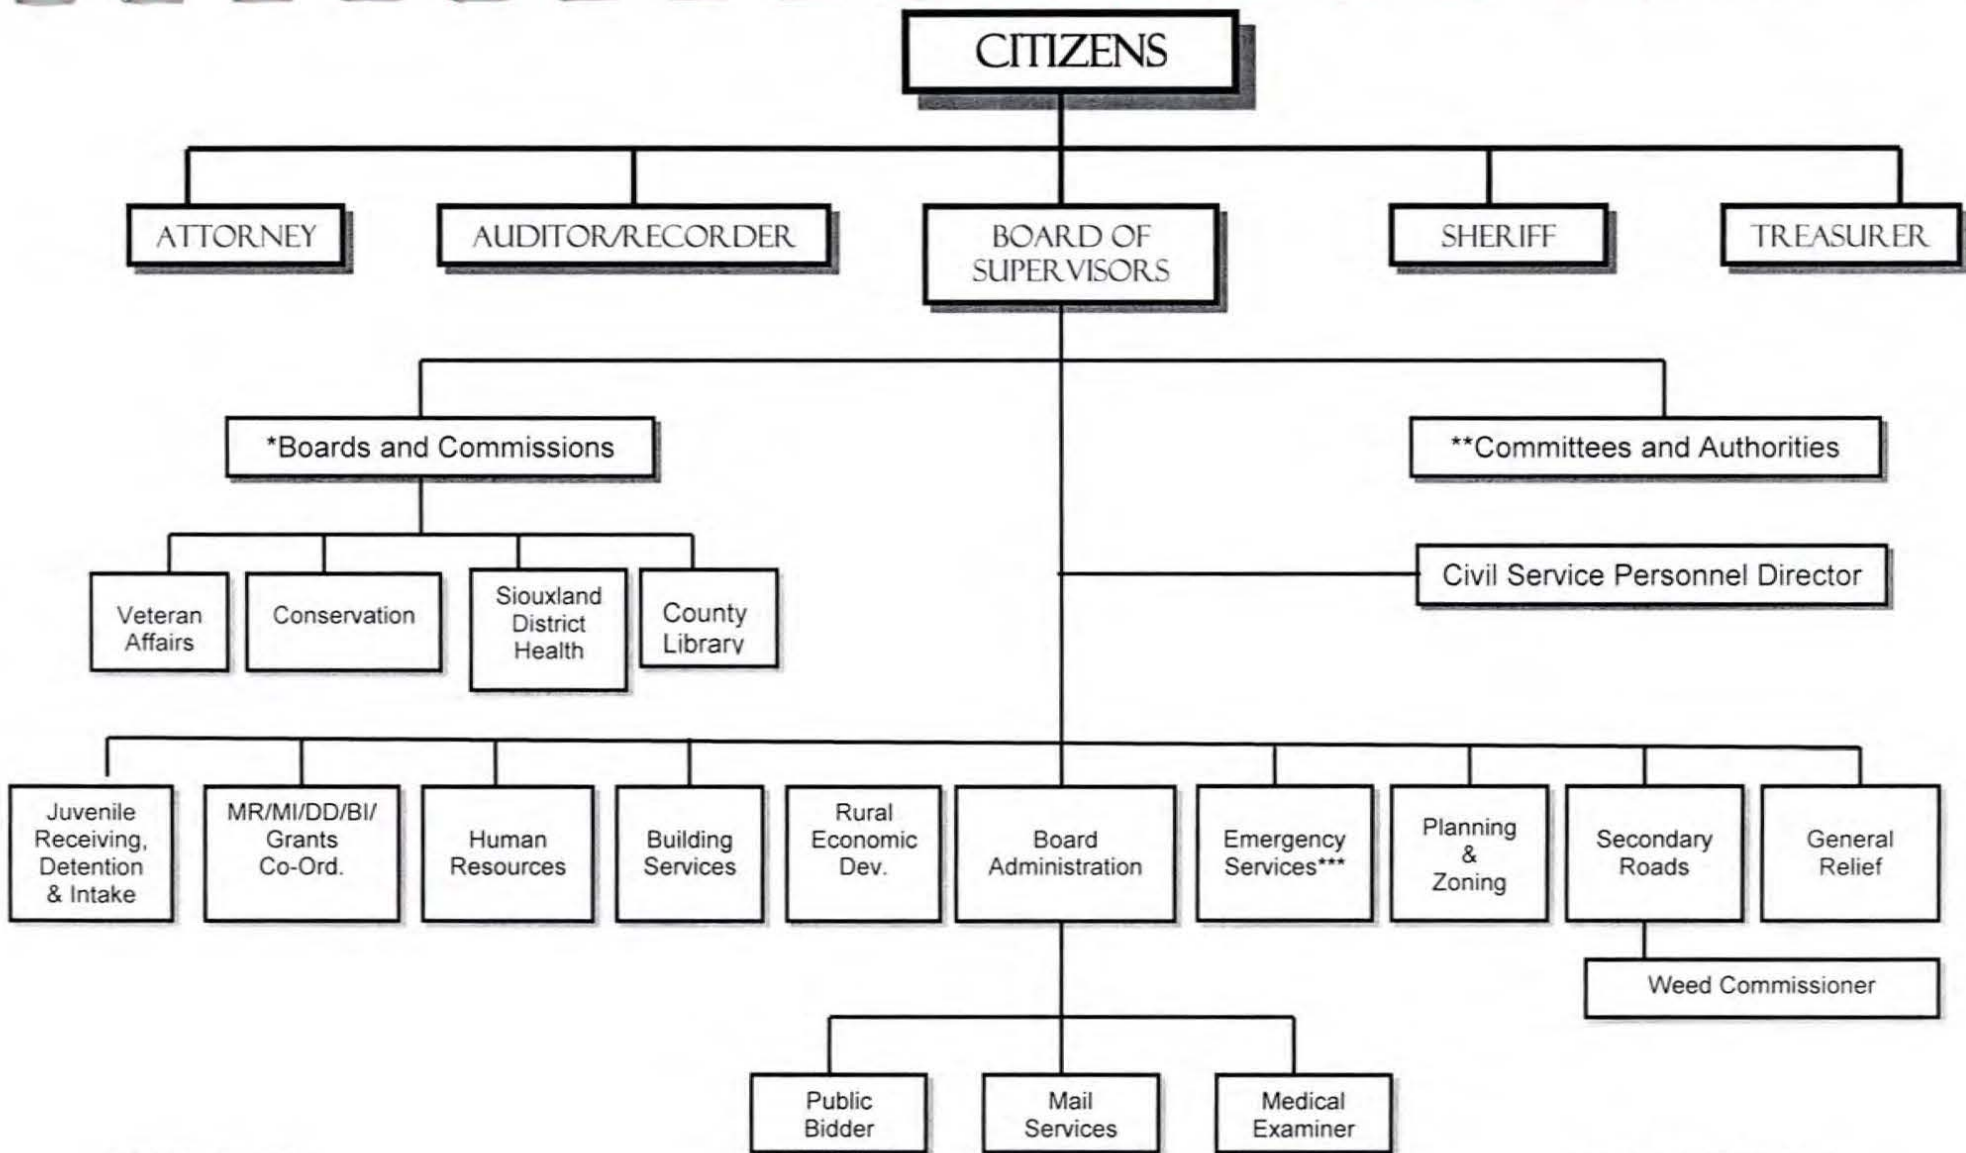 CITIZENS
ATTORNEY
AUDITOR/RECORDER
BOARD OF
SUPERVISORS
SHERIFF
TREASURER
*Boards and Commissions
**Committees and Authorities
Civil Service Personnel Director
Veteran
Affairs
Conservation
Siouxland
District
Health
County
Library
Juvenile
Receiving,
Detention
& Intake
MR/MI/DD/BI/
Grants
Co-Ord.
Human
Resources
Building
Services
Rural
Economic
Dev.
Board
Administration
Emergency
Services***
Planning
&
Zoning
Secondary
Roads
General
Relief
Weed Commissioner
Public
Bidder
Mail
Services
Medical
Examiner